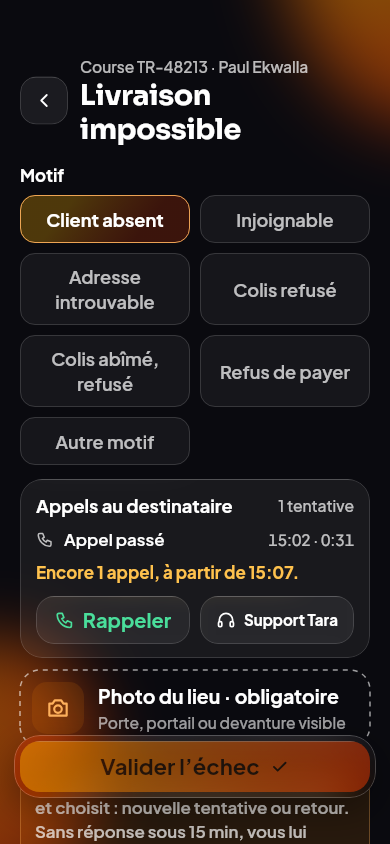 Course TR-48213 · Paul Ekwalla
Livraison
impossible
Motif
Client absent
Injoignable
Adresse
introuvable
Colis refusé
Colis abîmé,
refusé
Refus de payer
Autre motif
Appels au destinataire
1 tentative
Appel passé
15:02 · 0:31
Encore 1 appel, à partir de 15:07.
Rappeler
Support Tara
Photo du lieu · obligatoire
Porte, portail ou devanture visible
Valider l’échec
et choisit : nouvelle tentative ou retour.
Sans réponse sous 15 min, vous lui